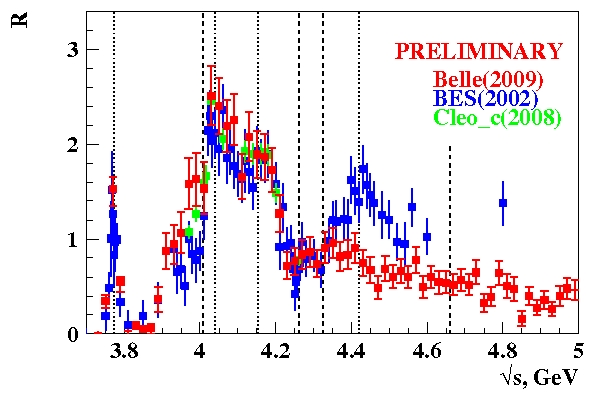 R
3
PRELIMINARY
Belle(2009)
BES(2002)
Cleo_c(2008)
2
1
0
3.8 4 4.2 4.4 4.6 4.8 5
√s, GeV